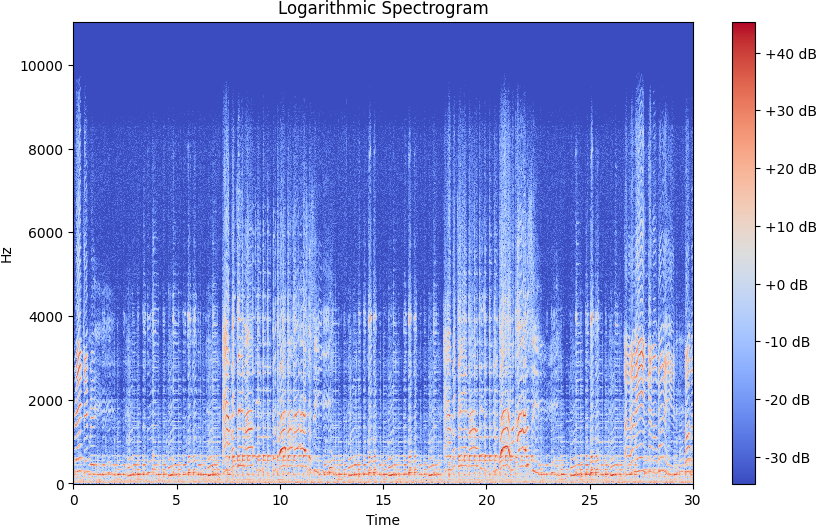 Logarithmic Spectrogram
Hz
10000
8000
6000
4000
2000
0
0 5 10 15 20 25 30
Time
+40 dB
+30 dB
+20 dB
+10 dB
+0 dB
-10 dB
-20 dB
-30 dB